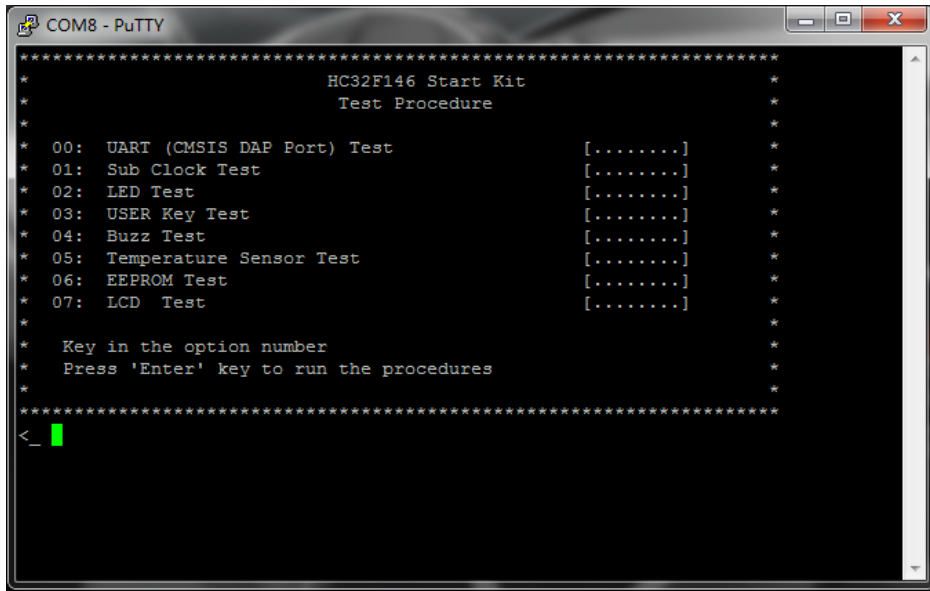 COM8 - PuTTY
*********************************************************************
* HC32F146 Start Kit *
* Test Procedure *
* *
* 00: UART (CMSIS DAP Port) Test [........] *
* 01: Sub Clock Test [........] *
* 02: LED Test [........] *
* 03: USER Key Test [........] *
* 04: Buzz Test [........] *
* 05: Temperature Sensor Test [........] *
* 06: EEPROM Test [........] *
* 07: LCD  Test [........] *
* *
* Key in the option number *
* Press 'Enter' key to run the procedures *
* *
*********************************************************************
<_